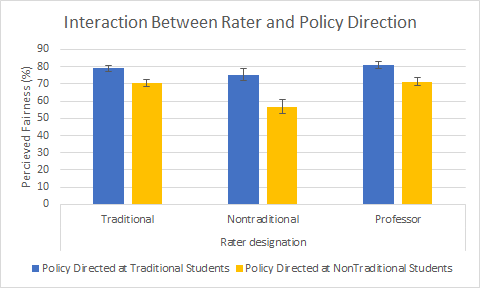 Interaction Between Rater and Policy Direction
Percieved Fairness (%)
90
80
70
60
50
40
30
20
10
0
Traditional Nontraditional Professor
Rater designation
Policy Directed at Traditional Students Policy Directed at NonTraditional Students